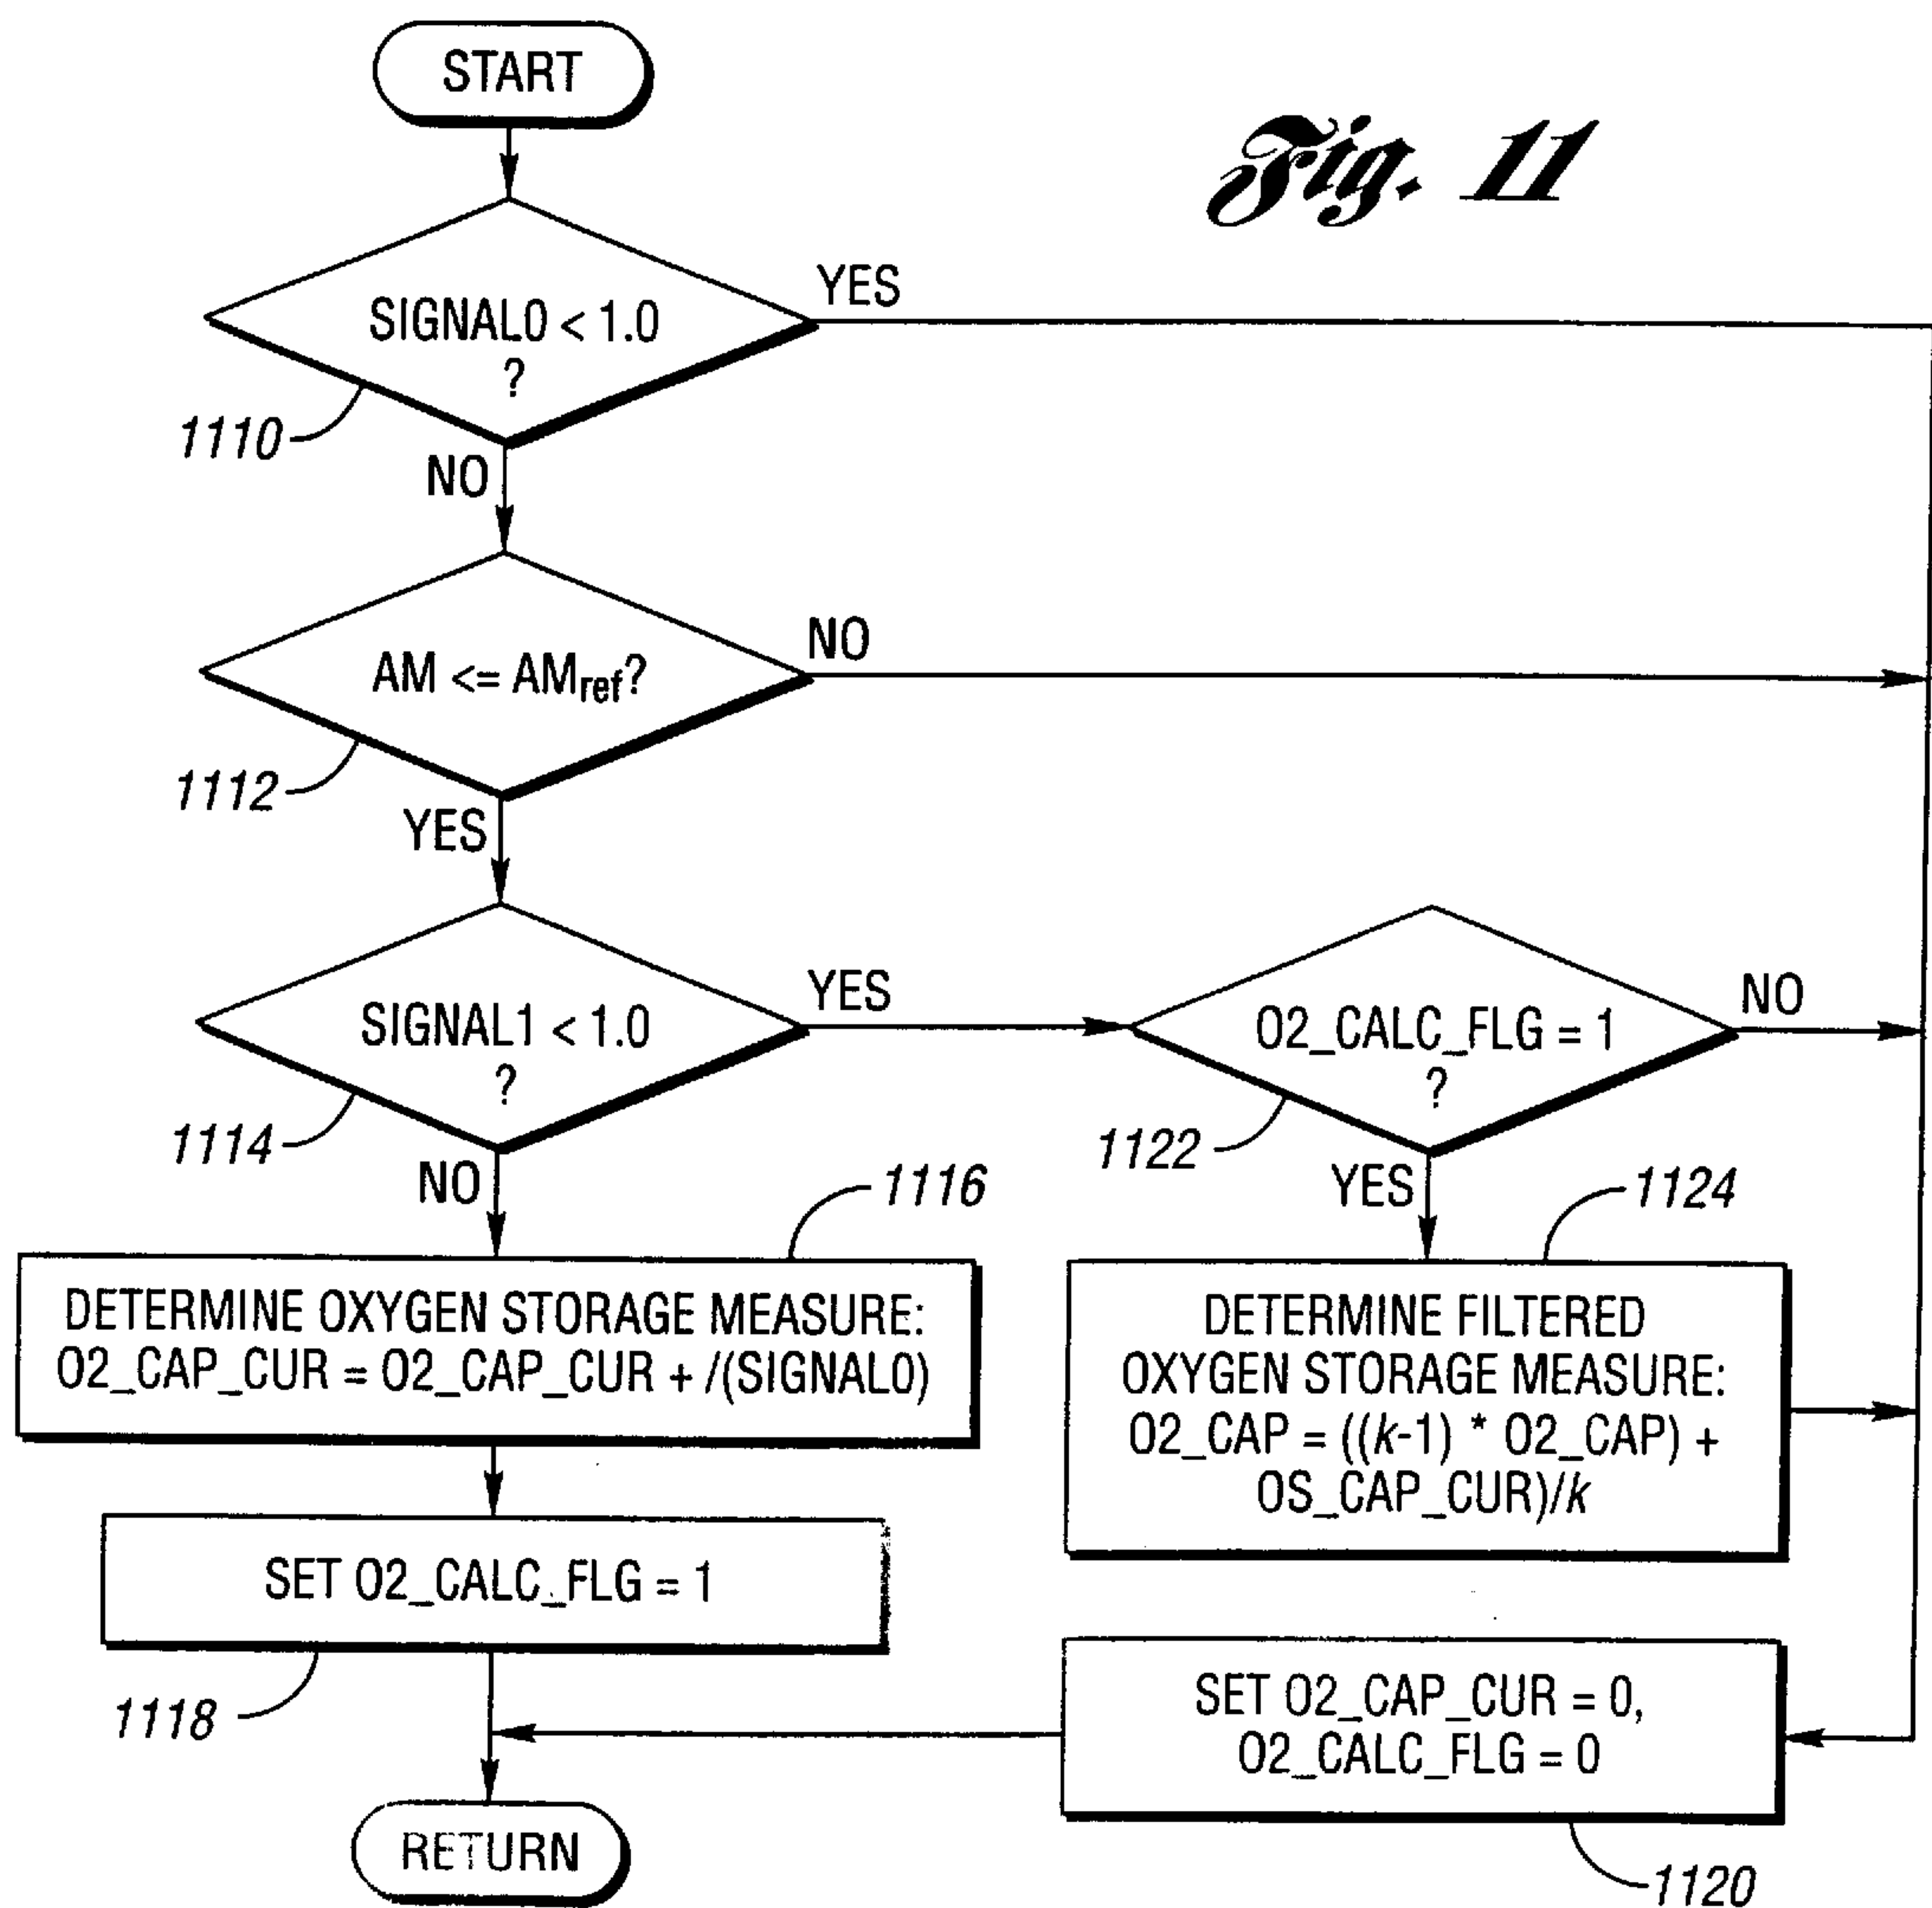 START
Fig. 11
SIGNAL0 < 1.0
?
YES
1110
NO
AM <= AMref?
NO
1112
YES
SIGNAL1 < 1.0
?
YES
1114
NO
O2_CALC_FLG = 1
?
NO
1122
YES
1116
DETERMINE OXYGEN STORAGE MEASURE:
O2_CAP_CUR = O2_CAP_CUR + /(SIGNAL0)
1124
DETERMINE FILTERED
OXYGEN STORAGE MEASURE:
O2_CAP = ((k-1) * O2_CAP) +
OS_CAP_CUR)/k
SET O2_CALC_FLG = 1
1118
SET O2_CAP_CUR = 0,
O2_CALC_FLG = 0
1120
RETURN